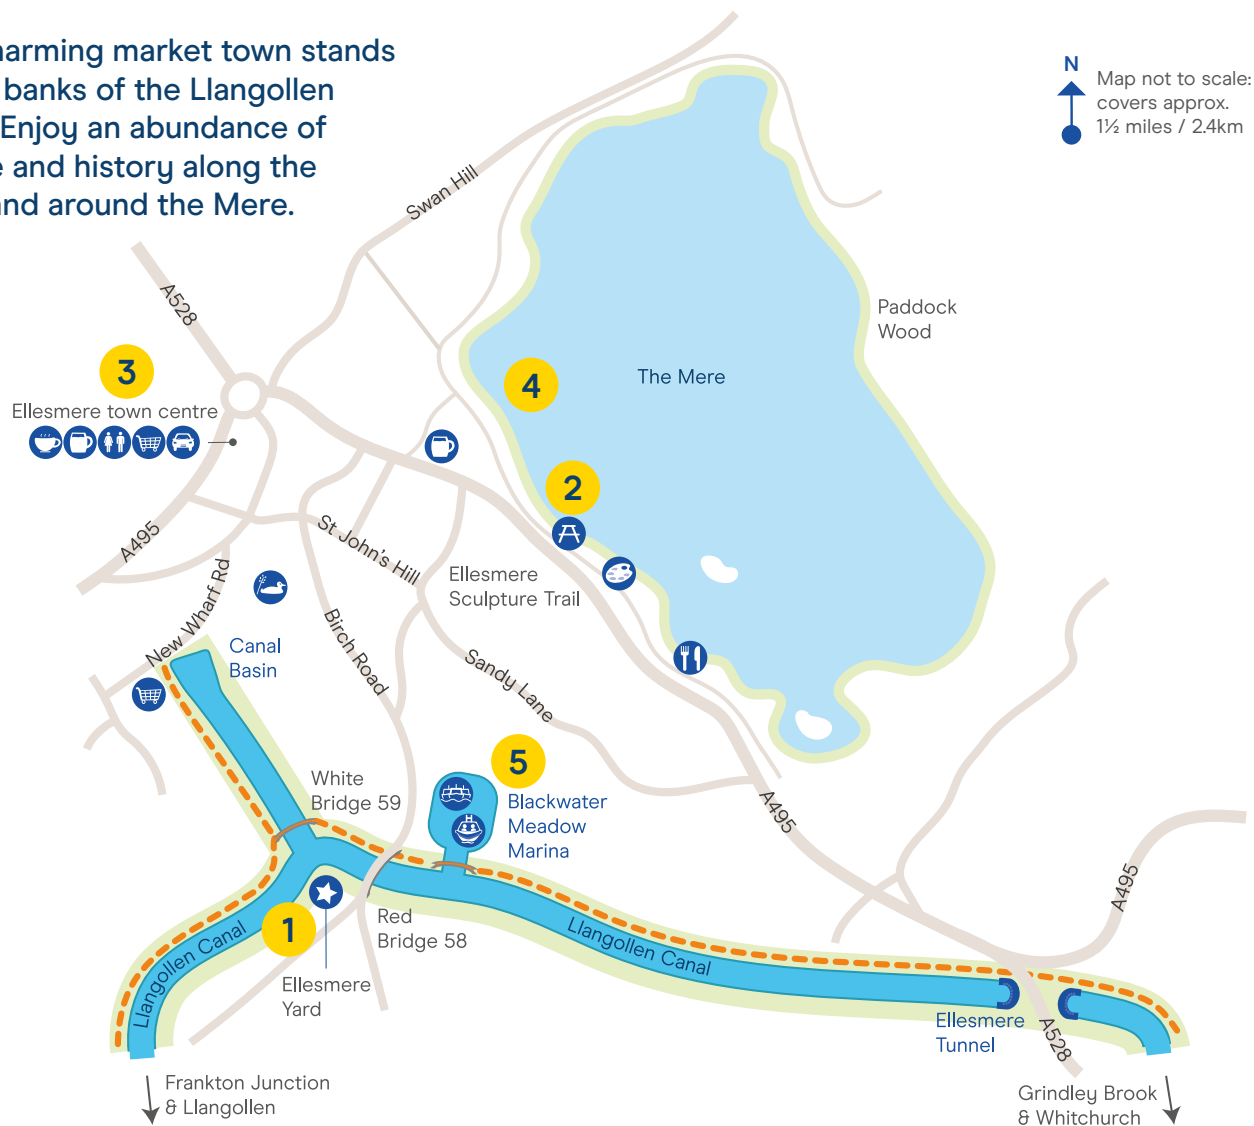 harming market town stands
banks of the Llangollen
Enjoy an abundance of
e and history along the
and around the Mere.
N
Map not to scale:
covers approx.
1½ miles / 2.4km
Swan Hill
A528
Paddock
Wood
The Mere
3
Ellesmere town centre
4
2
A495
St John's Hill
Ellesmere
Sculpture Trail
New Wharf Rd
Canal
Basin
Birch Road
Sandy Lane
White
Bridge 59
5
Blackwater
Meadow
Marina
A495
A495
1
Red
Bridge 58
Llangollen Canal
Llangollen Canal
Ellesmere
Yard
Ellesmere
Tunnel
A528
Frankton Junction
& Llangollen
Grindley Brook
& Whitchurch